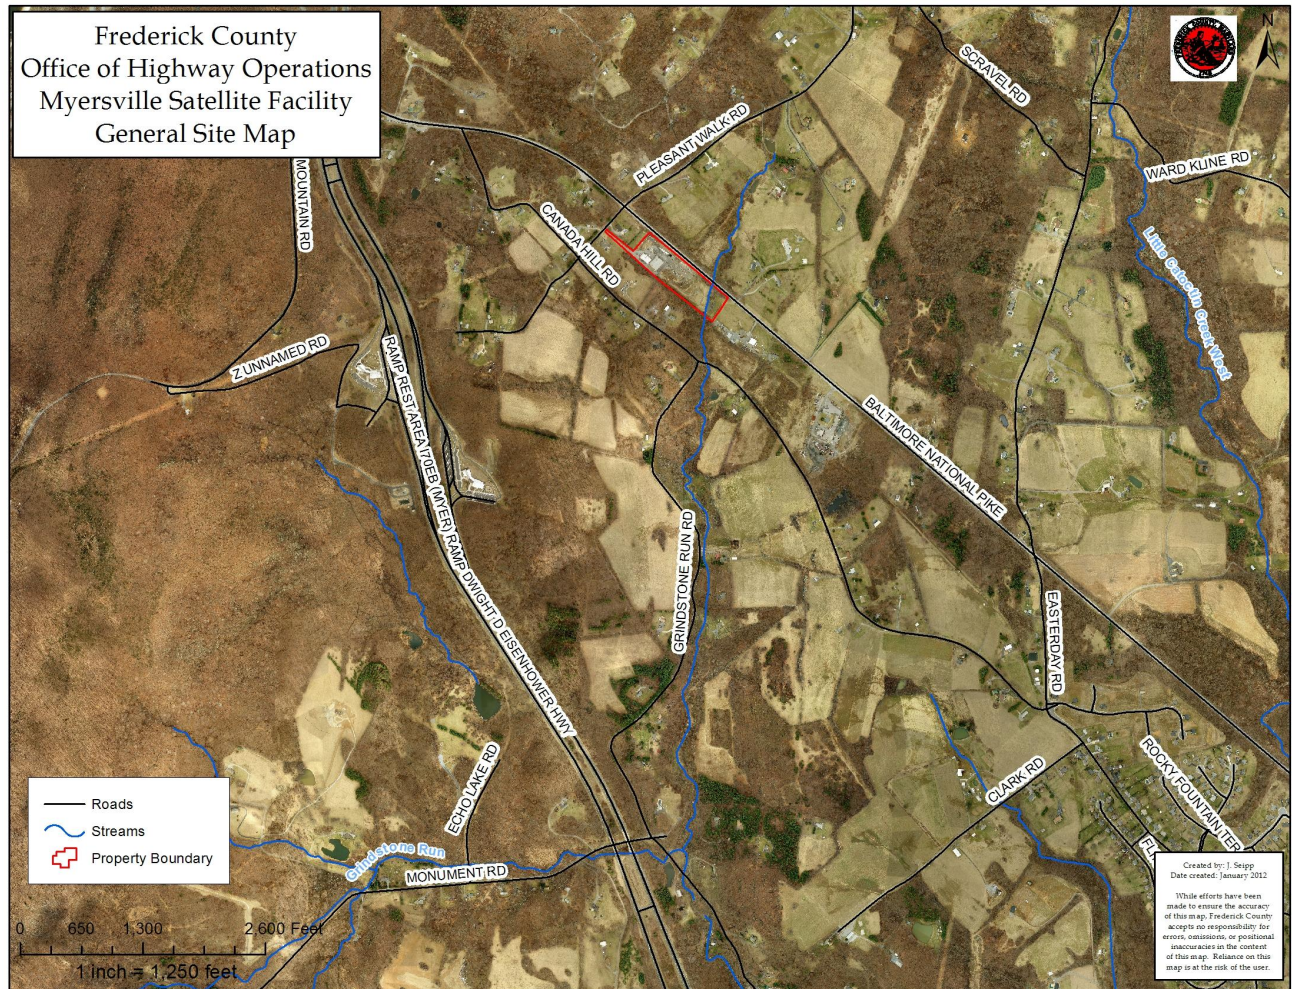 Frederick County
Office of Highway Operations
Myersville Satellite Facility
General Site Map
N
SCRAVEL RD
PLEASANT WALK RD
WARD KLINE RD
MOUNTAIN RD
CANADA HILL RD
Little Catoctin Creek West
Z UNNAMED RD
RAMP REST AREA I70EB (MYER) RAMP
DWIGHT D EISENHOWER HWY
BALTIMORE NATIONAL PIKE
GRINDSTONE RUN RD
EASTERDAY RD
ROCKY FOUNTAIN TER
CLARK RD
ECHO LAKE RD
Grindstone Run
MONUMENT RD
Roads
Streams
Property Boundary
0 650 1,300 2,600 Feet
1 inch = 1,250 feet
Created by: J. Seipp
Date created: January 2012
While efforts have been
made to ensure the accuracy
of this map, Frederick County
accepts no responsibility for
errors, omissions, or positional
inaccuracies in the content
of this map. Reliance on this
map is at the risk of the user.